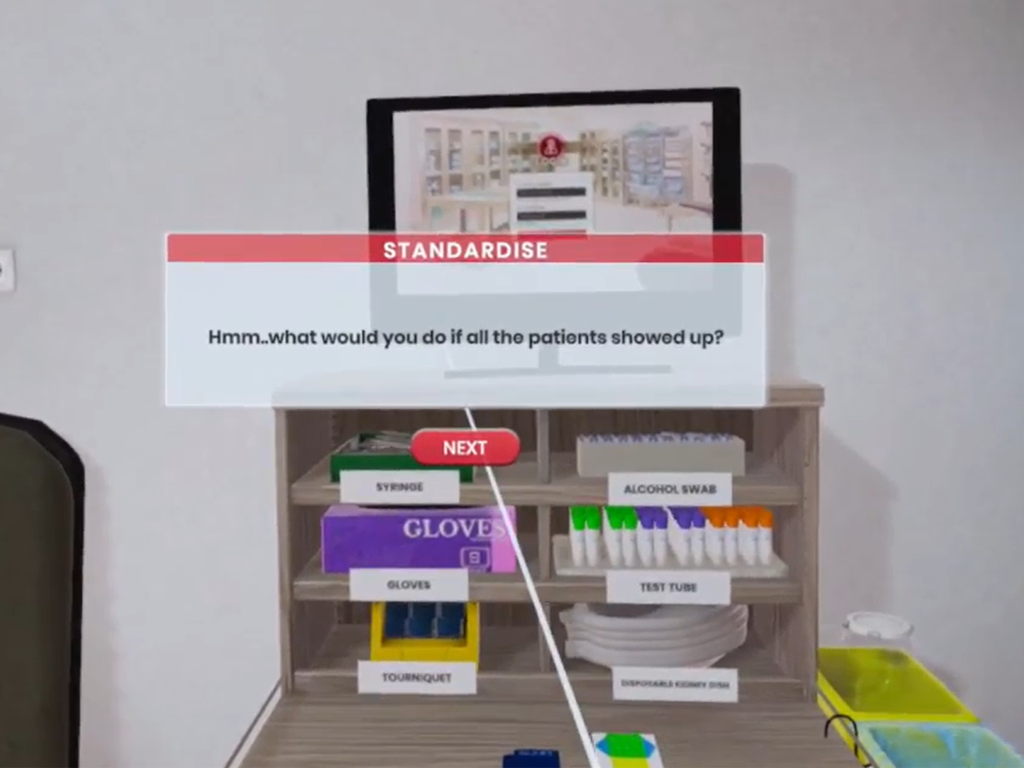 STANDARDISE
Hmm..what would you do if all the patients showed up?
NEXT
SYRINGE
ALCOHOL SWAB
GLOVES
GLOVES
TEST TUBE
TOURNIQUET
DISPOSABLE KIDNEY DISH